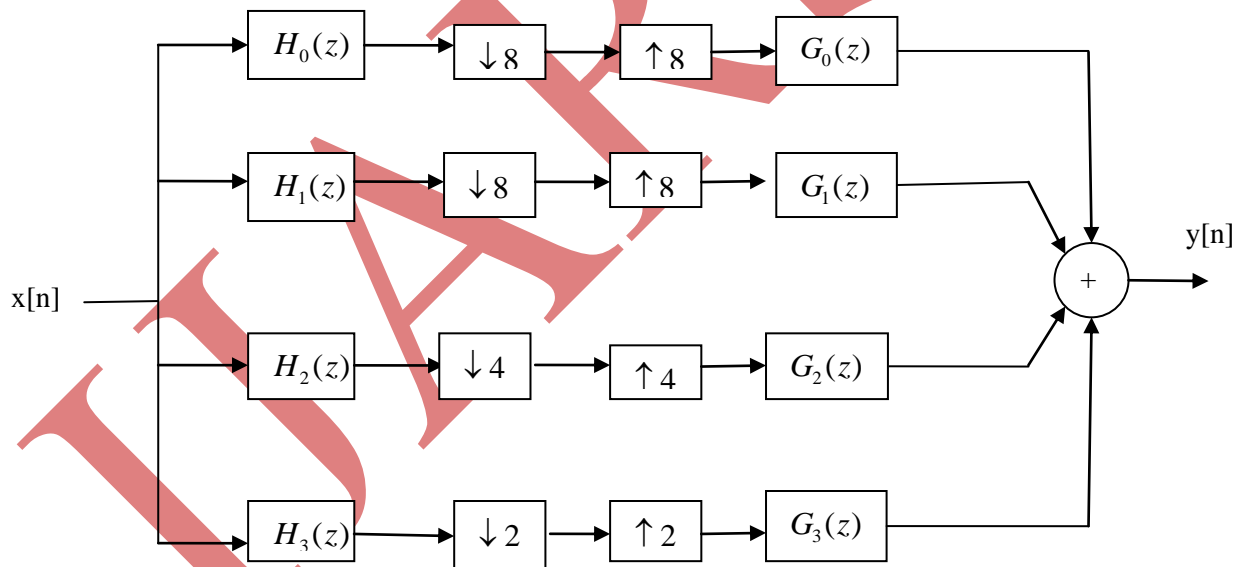 H₀(z) ↓8 ↑8 G₀(z)
H₁(z) ↓8 ↑8 G₁(z)
y[n]
x[n]
+
H₂(z) ↓4 ↑4 G₂(z)
H₃(z) ↓2 ↑2 G₃(z)